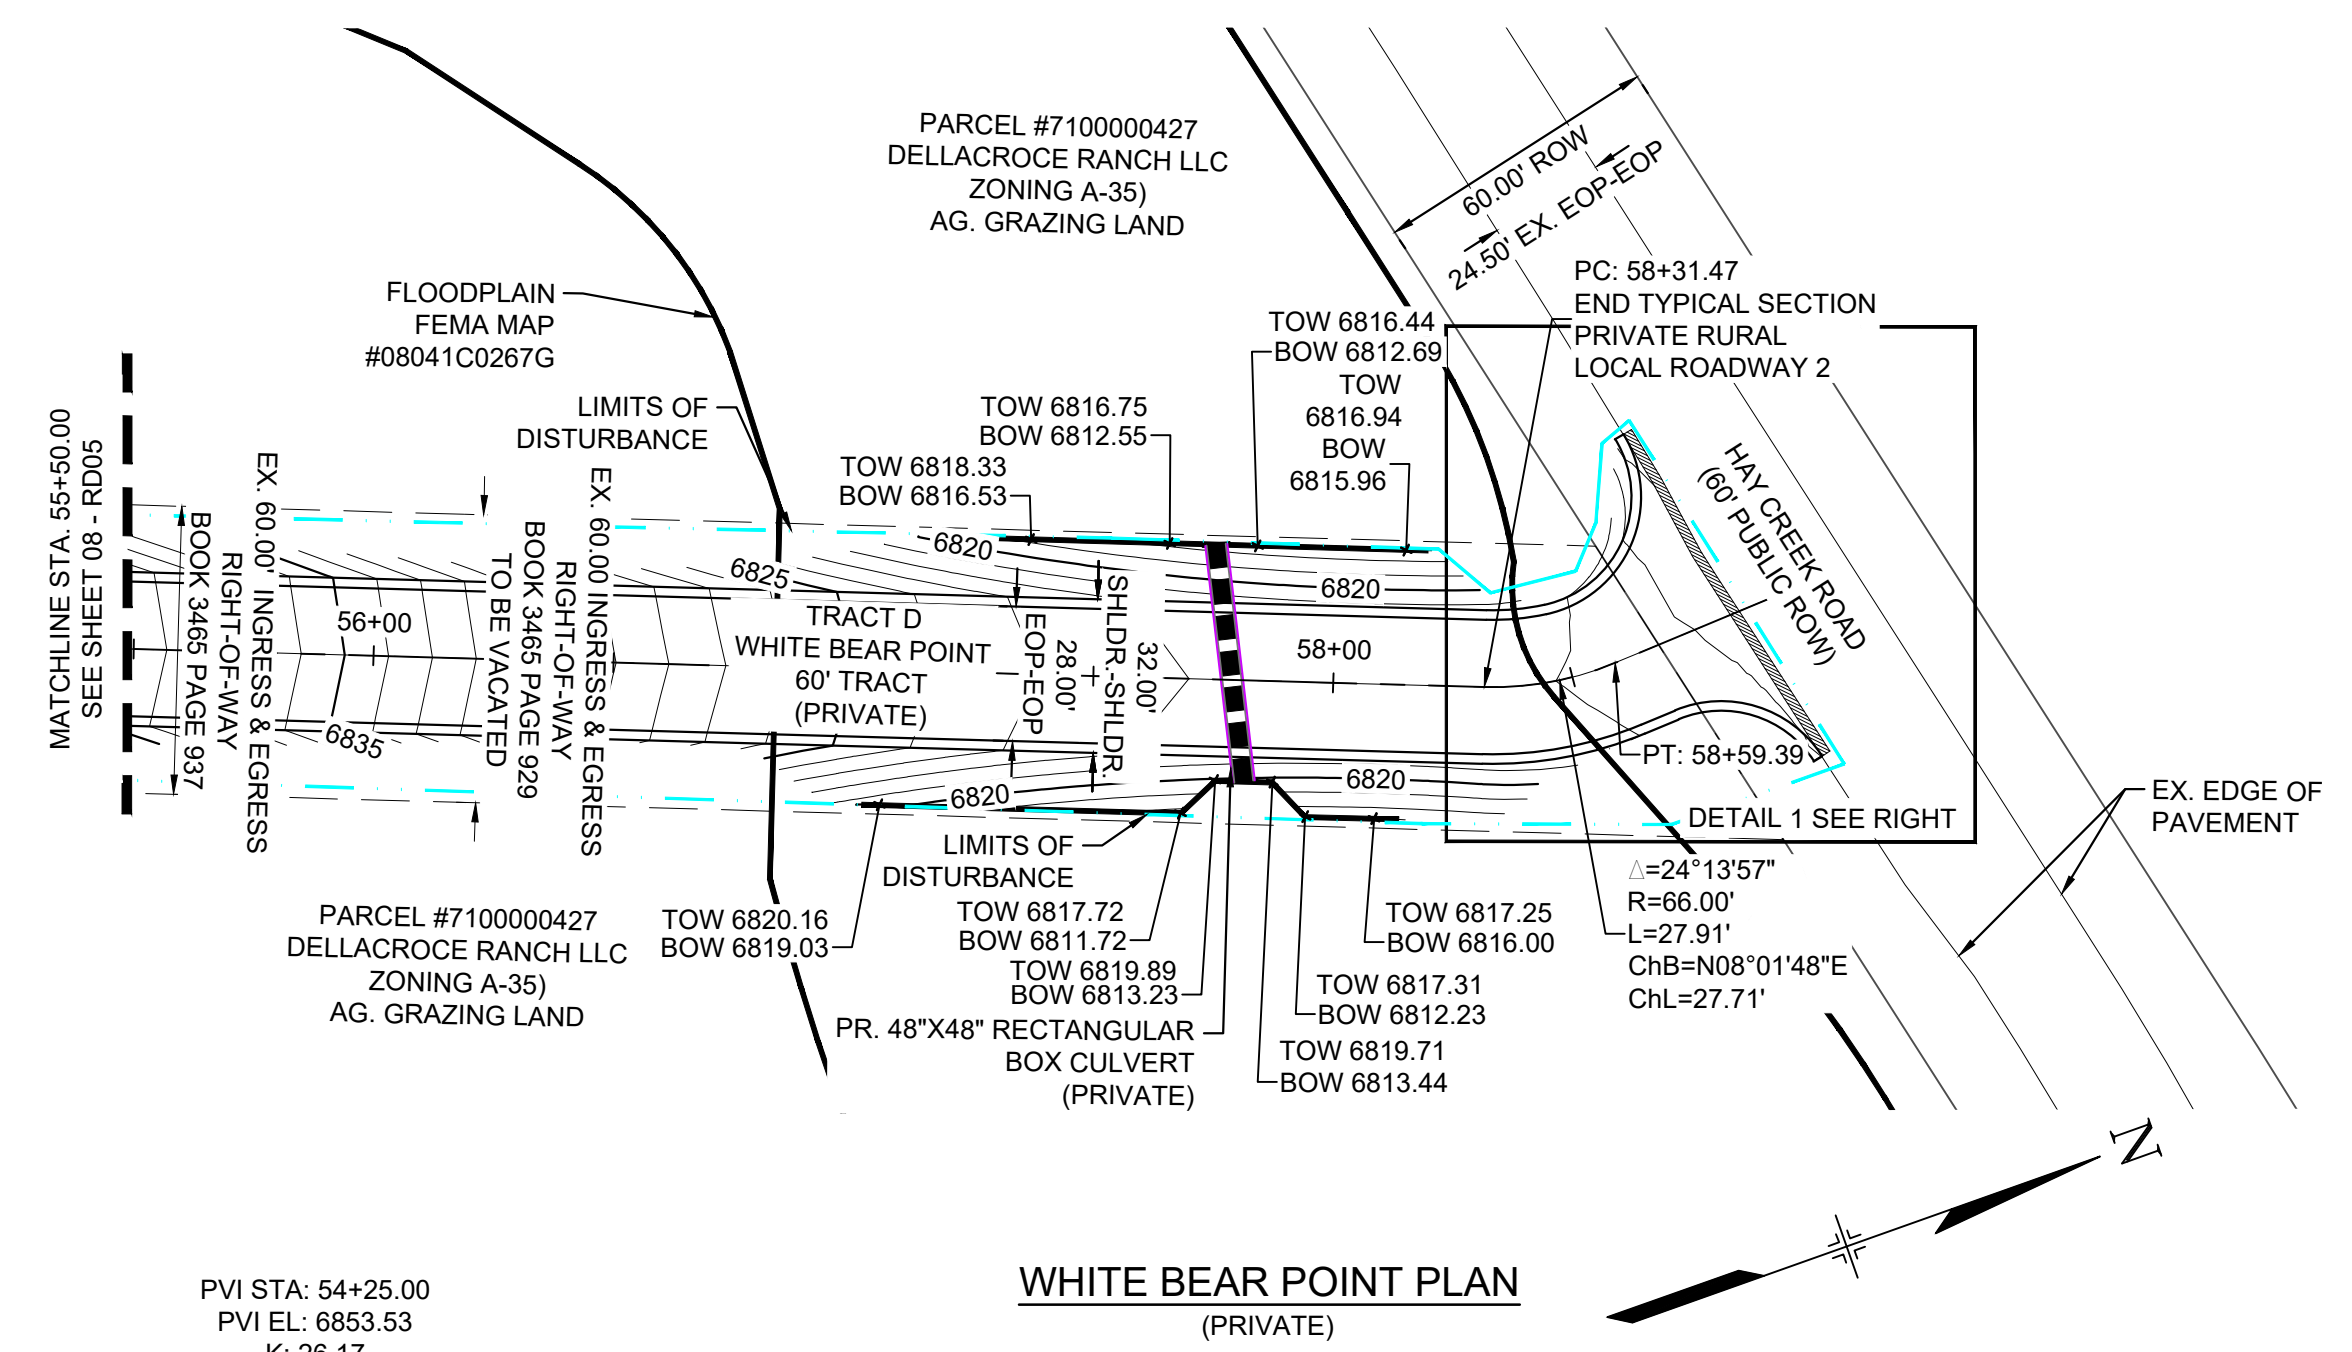 PARCEL #7100000427
DELLACROCE RANCH LLC
ZONING A-35)
AG. GRAZING LAND
60.00' ROW
24.50' EX. EOP-EOP
PC: 58+31.47
END TYPICAL SECTION
PRIVATE RURAL
LOCAL ROADWAY 2
FLOODPLAIN
FEMA MAP
#08041C0267G
LIMITS OF
DISTURBANCE
TOW 6816.44
BOW 6812.69
TOW
6816.94
BOW
6815.96
TOW 6816.75
BOW 6812.55
TOW 6818.33
BOW 6816.53
MATCHLINE STA. 55+50.00
SEE SHEET 08 - RD05
EX. 60.00' INGRESS & EGRESS
RIGHT-OF-WAY
BOOK 3465 PAGE 937
EX. 60.00 INGRESS & EGRESS
RIGHT-OF-WAY
BOOK 3465 PAGE 929
TO BE VACATED
HAY CREEK ROAD
(60' PUBLIC ROW)
6820
6825
6820
56+00
TRACT D
WHITE BEAR POINT
60' TRACT
(PRIVATE)
28.00'
EOP-EOP
32.00'
SHLDR.-SHLDR.
58+00
6835
6820
6820
PT: 58+59.39
DETAIL 1 SEE RIGHT
EX. EDGE OF
PAVEMENT
LIMITS OF
DISTURBANCE
PARCEL #7100000427
DELLACROCE RANCH LLC
ZONING A-35)
AG. GRAZING LAND
TOW 6820.16
BOW 6819.03
TOW 6817.72
BOW 6811.72
TOW 6819.89
BOW 6813.23
PR. 48"X48" RECTANGULAR
BOX CULVERT
(PRIVATE)
TOW 6817.25
BOW 6816.00
TOW 6817.31
BOW 6812.23
TOW 6819.71
BOW 6813.44
Δ=24°13'57"
R=66.00'
L=27.91'
ChB=N08°01'48"E
ChL=27.71'
N
WHITE BEAR POINT PLAN
(PRIVATE)
PVI STA: 54+25.00
PVI EL: 6853.53
K: 26.17